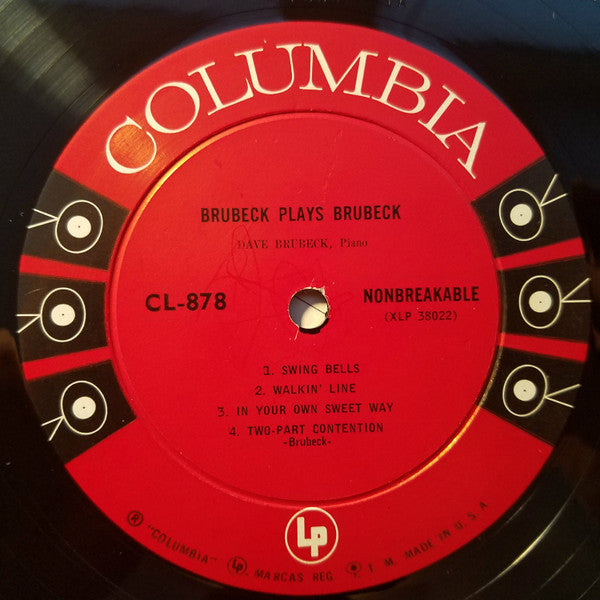 COLUMBIA
BRUBECK PLAYS BRUBECK
DAVE BRUBECK, Piano
CL-878
NONBREAKABLE
(XLP 38022)
1. SWING BELLS
2. WALKIN' LINE
3. IN YOUR OWN SWEET WAY
4. TWO-PART CONTENTION
-Brubeck-
LP
® "COLUMBIA" LP MARCAS REG. T. M. MADE IN U. S. A.